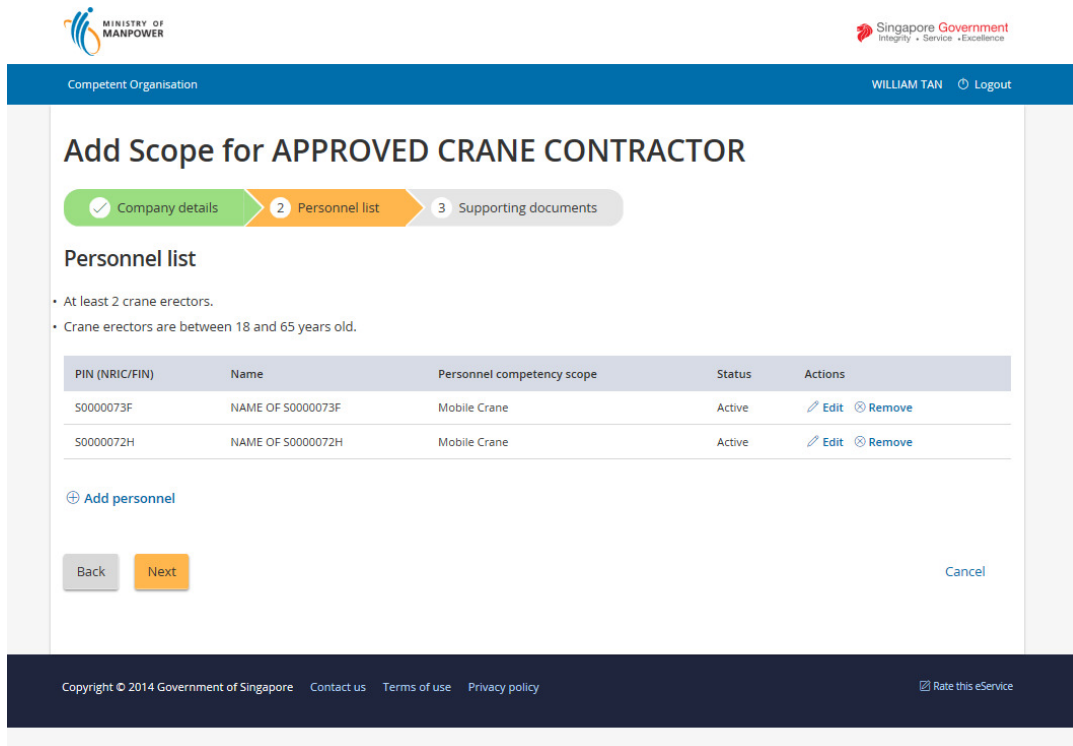 MINISTRY OF
MANPOWER
Singapore Government
Integrity • Service • Excellence
Competent Organisation WILLIAM TAN Logout
Add Scope for APPROVED CRANE CONTRACTOR
Company details 2 Personnel list 3 Supporting documents
Personnel list
• At least 2 crane erectors.
• Crane erectors are between 18 and 65 years old.
PIN (NRIC/FIN) Name Personnel competency scope Status Actions
S0000073F NAME OF S0000073F Mobile Crane Active Edit Remove
S0000072H NAME OF S0000072H Mobile Crane Active Edit Remove
Add personnel
Back Next Cancel
Copyright © 2014 Government of Singapore Contact us Terms of use Privacy policy Rate this eService